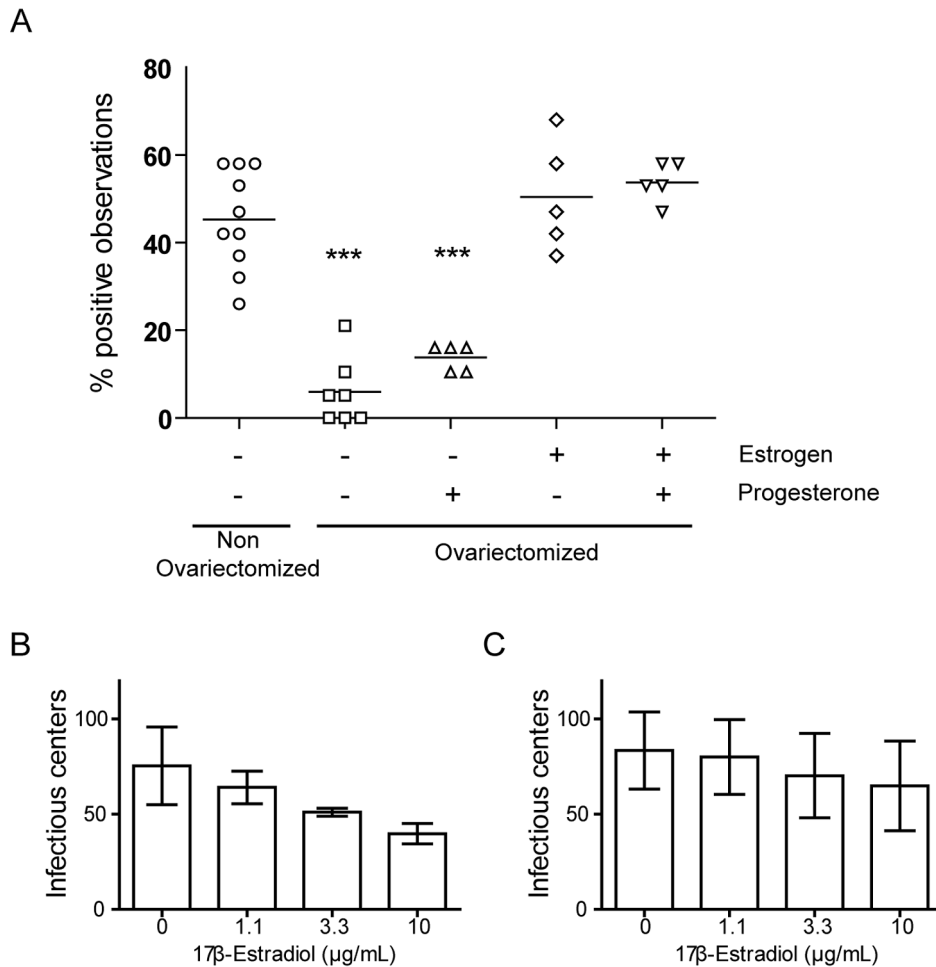 A
% positive observations
80
60
40
20
0
*** ***
- - - + + Estrogen
- - + - + Progesterone
Non
Ovariectomized
Ovariectomized
B
Infectious centers
100
50
0
0 1.1 3.3 10
17β-Estradiol (µg/mL)
C
Infectious centers
100
50
0
0 1.1 3.3 10
17β-Estradiol (µg/mL)